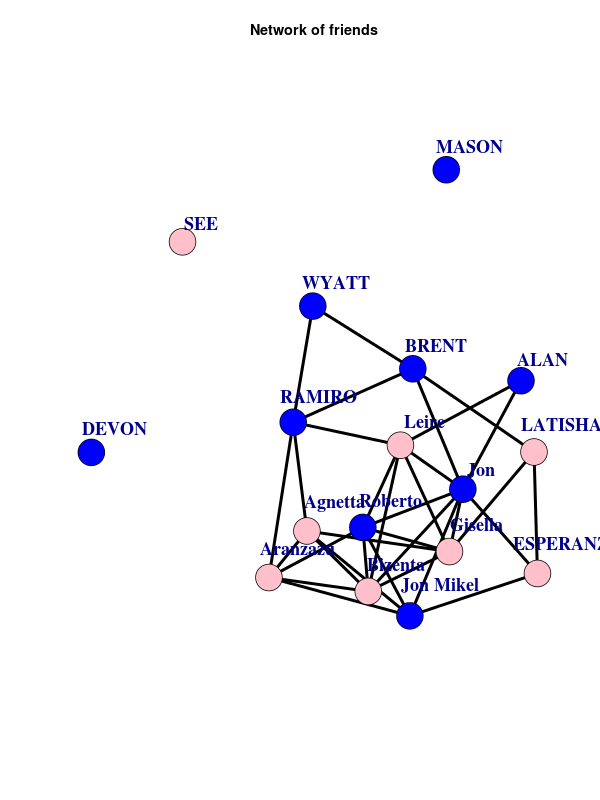 Network of friends
MASON
SEE
WYATT
BRENT
ALAN
RAMIRO
Leire
LATISHA
DEVON
Jon
Agnetta
Roberto
Gisella
ESPERANZ
Aranzazu
Bizenta
Jon Mikel